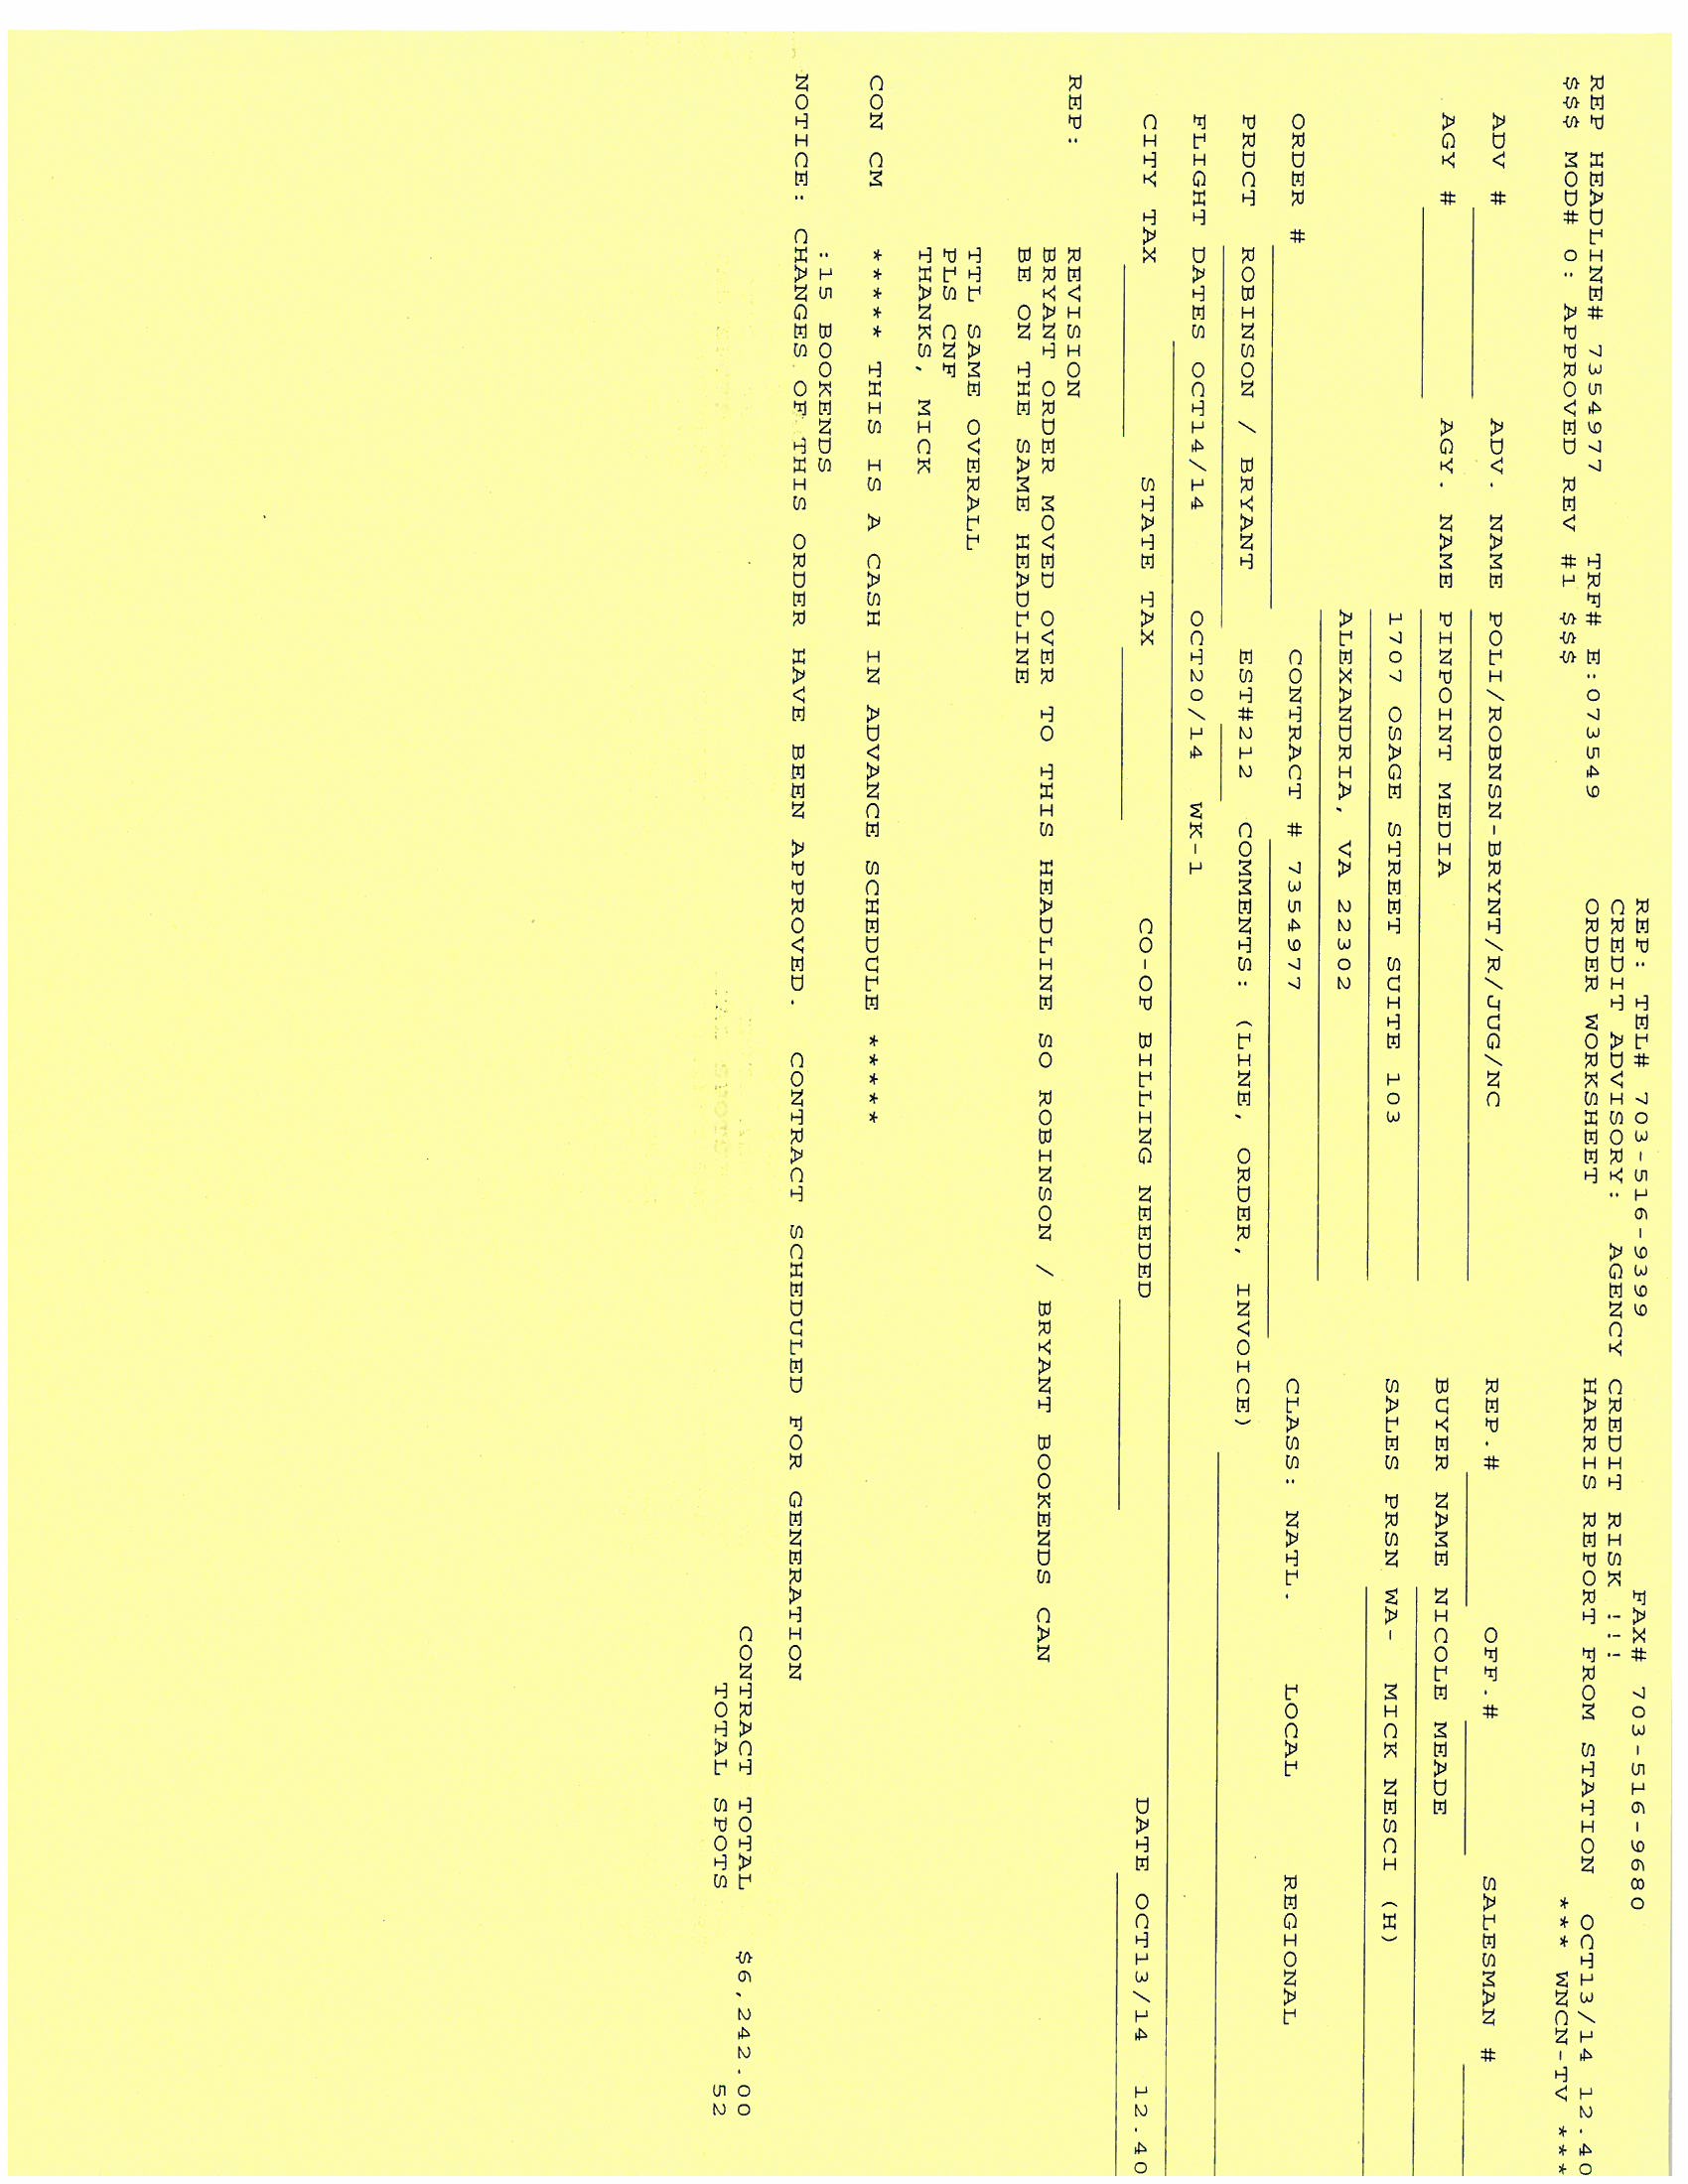 REP: TEL# 703-516-9399 FAX# 703-516-9680
CREDIT ADVISORY: AGENCY CREDIT RISK !!!
ORDER WORKSHEET HARRIS REPORT FROM STATION OCT13/14 12.40
REP HEADLINE# 7354977 TRF# E:073549 *** WNCN-TV ***
$$$ MOD# 0: APPROVED REV #1 $$$
ADV # ADV. NAME POLI/ROBNSN-BRYNT/R/JUG/NC REP.# OFF.# SALESMAN #
AGY # AGY. NAME PINPOINT MEDIA BUYER NAME NICOLE MEADE
1707 OSAGE STREET SUITE 103 SALES PRSN WA- MICK NESCI (H)
ALEXANDRIA, VA 22302
ORDER # CONTRACT # 7354977 CLASS: NATL. LOCAL REGIONAL
PRDCT ROBINSON / BRYANT EST#212 COMMENTS: (LINE, ORDER, INVOICE)
FLIGHT DATES OCT14/14 OCT20/14 WK-1
CITY TAX STATE TAX CO-OP BILLING NEEDED DATE OCT13/14 12.40
REP: REVISION
BRYANT ORDER MOVED OVER TO THIS HEADLINE SO ROBINSON / BRYANT BOOKENDS CAN
BE ON THE SAME HEADLINE
TTL SAME OVERALL
PLS CNF
THANKS, MICK
CON CM ***** THIS IS A CASH IN ADVANCE SCHEDULE *****
:15 BOOKENDS
NOTICE: CHANGES OF THIS ORDER HAVE BEEN APPROVED. CONTRACT SCHEDULED FOR GENERATION
CONTRACT TOTAL $6,242.00
TOTAL SPOTS 52